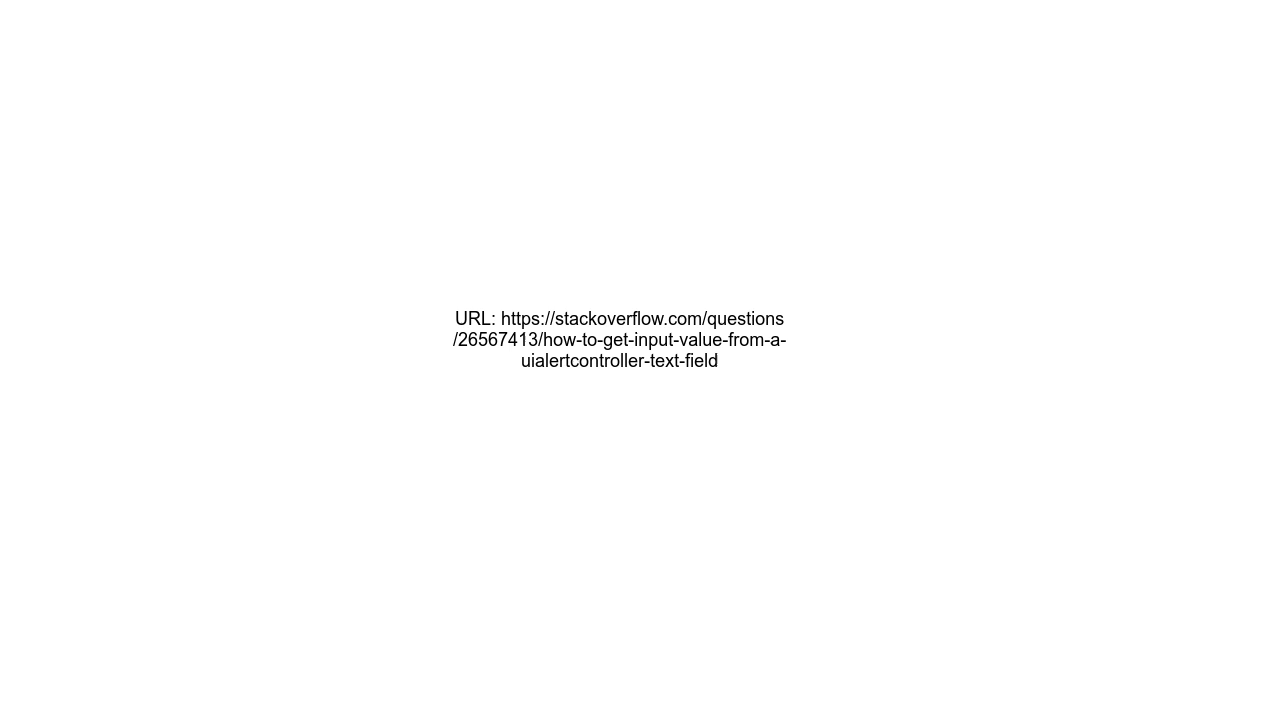 URL: https://stackoverflow.com/questions
/26567413/how-to-get-input-value-from-a-
uialertcontroller-text-field